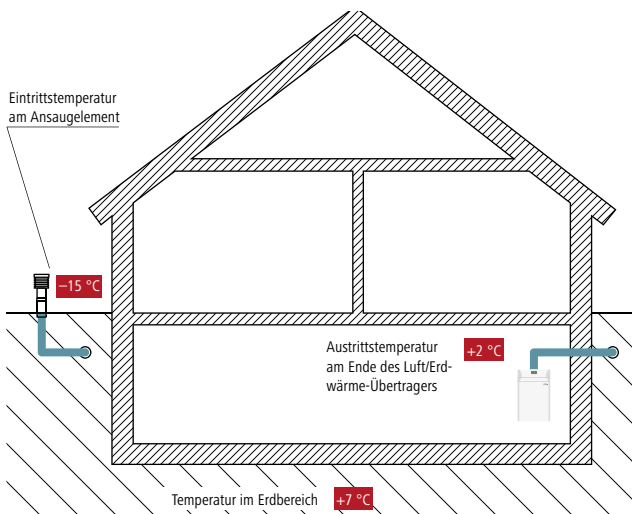 Eintrittstemperatur
am Ansaugelement
–15 °C
Austrittstemperatur
am Ende des Luft/Erd-
wärme-Übertragers
+2 °C
Temperatur im Erdbereich
+7 °C